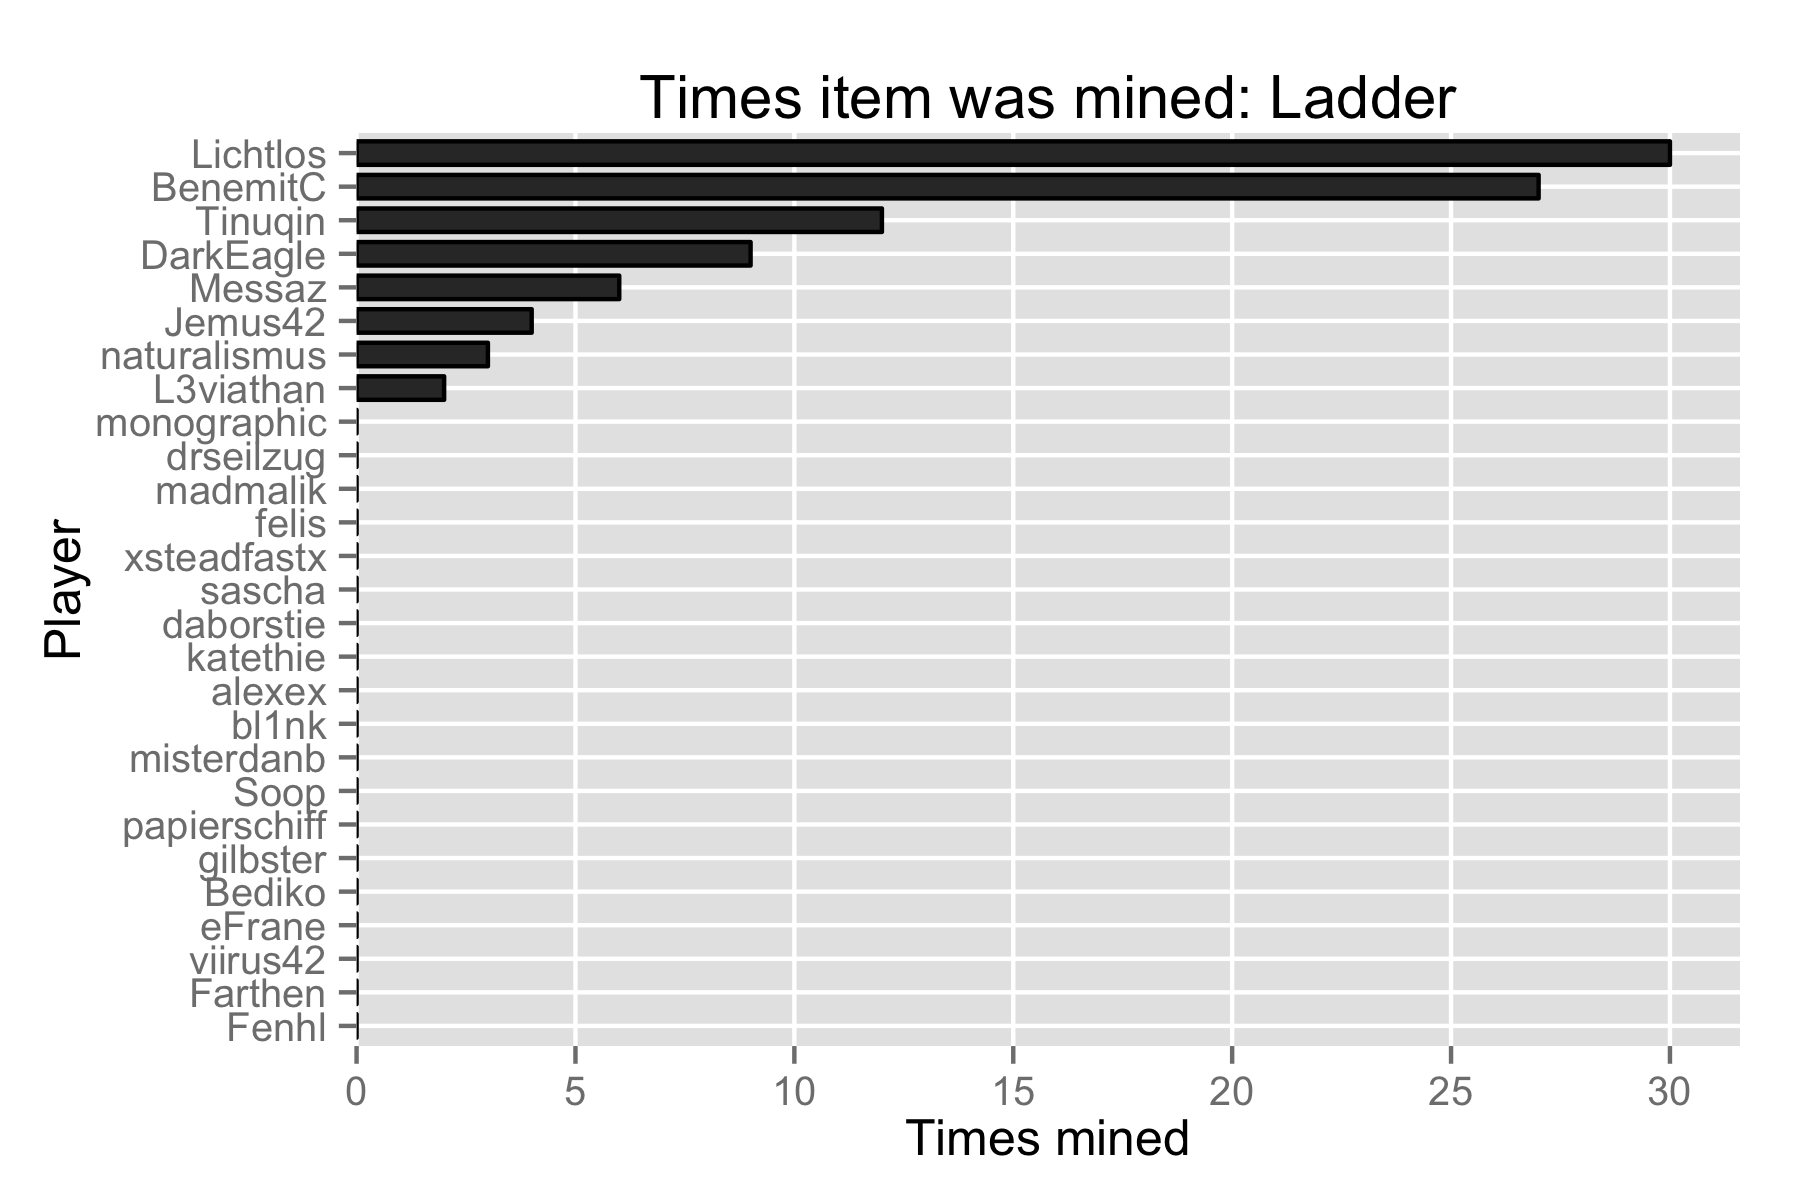 Times item was mined: Ladder
Lichtlos
BenemitC
Tinuqin
DarkEagle
Messaz
Jemus42
naturalismus
L3viathan
monographic
drseilzug
madmalik
felis
xsteadfastx
sascha
daborstie
katethie
alexex
bl1nk
misterdanb
Soop
papierschiff
gilbster
Bediko
eFrane
viirus42
Farthen
Fenhl
Player
0 5 10 15 20 25 30
Times mined